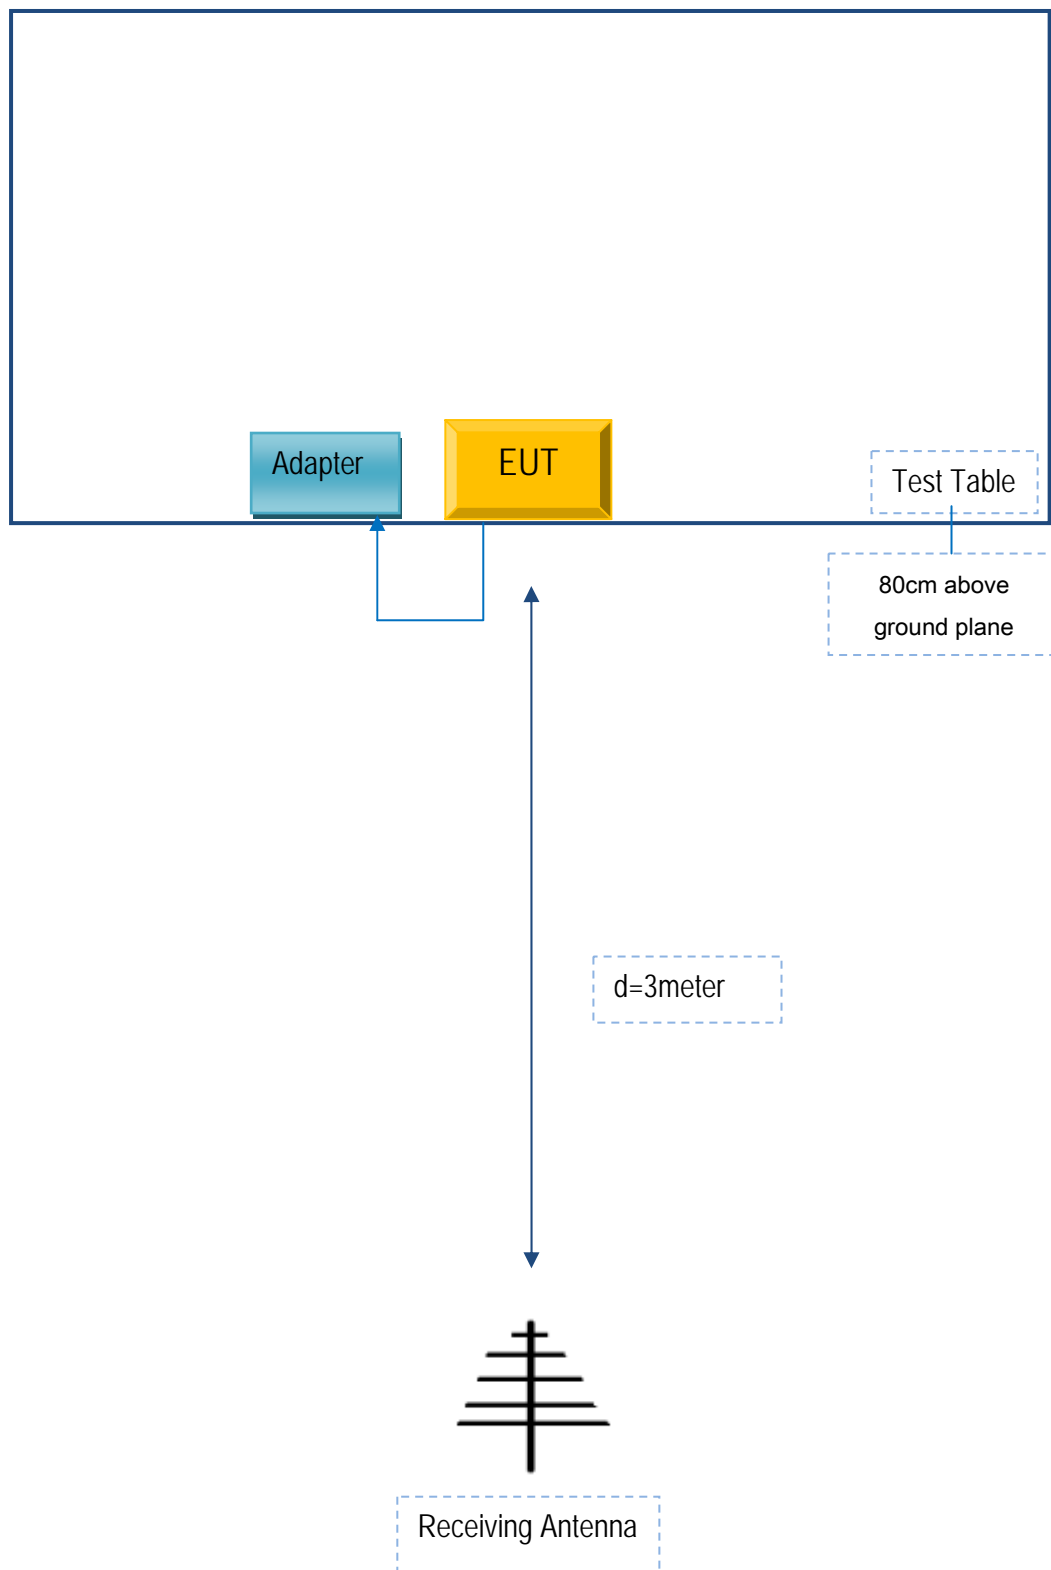 Adapter
EUT
Test Table
80cm above
ground plane
d=3meter
Receiving Antenna